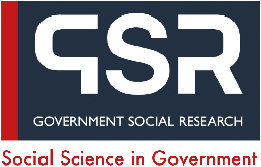 GSR
GOVERNMENT SOCIAL RESEARCH
Social Science in Government